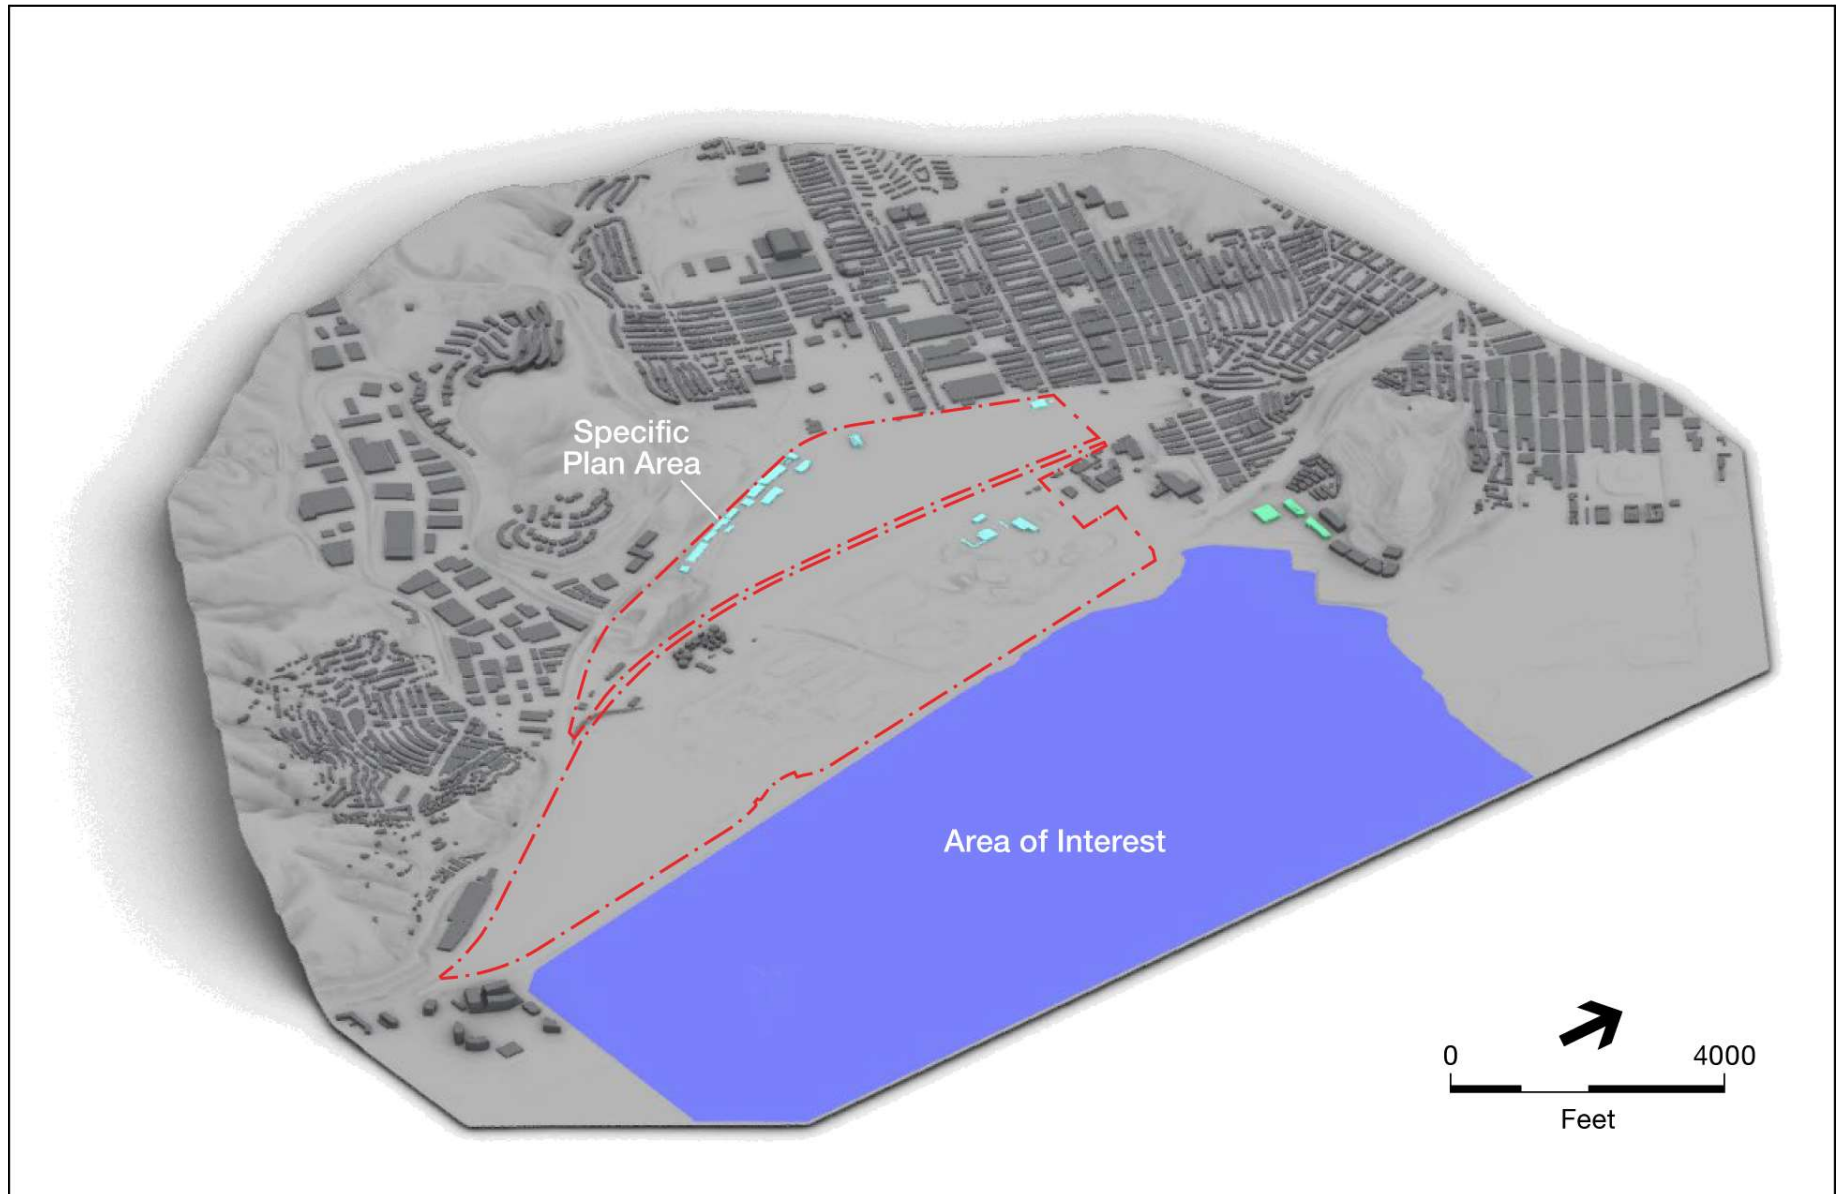 Specific
Plan Area
Area of Interest
0 4000
Feet